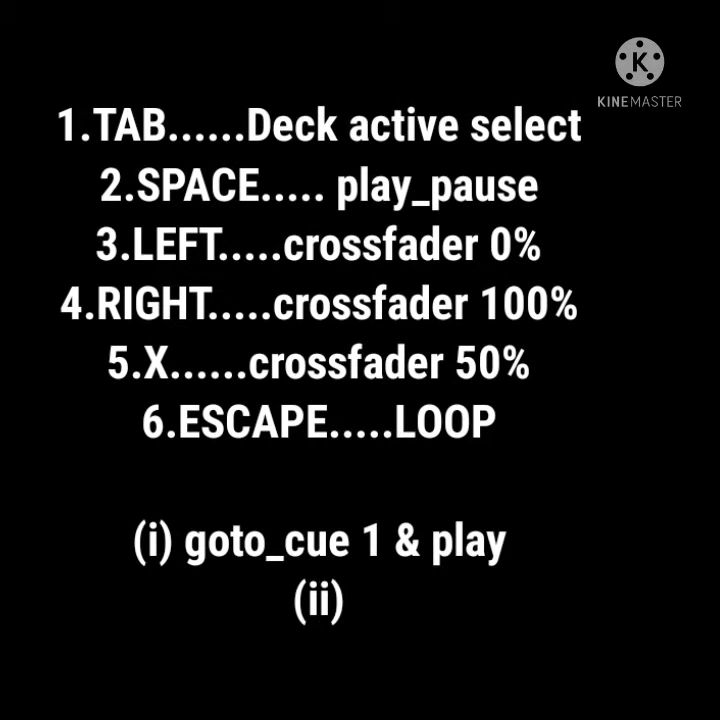 K
KINEMASTER
1.TAB......Deck active select
2.SPACE..... play_pause
3.LEFT.....crossfader 0%
4.RIGHT.....crossfader 100%
5.X......crossfader 50%
6.ESCAPE.....LOOP
(i) goto_cue 1 & play
(ii)